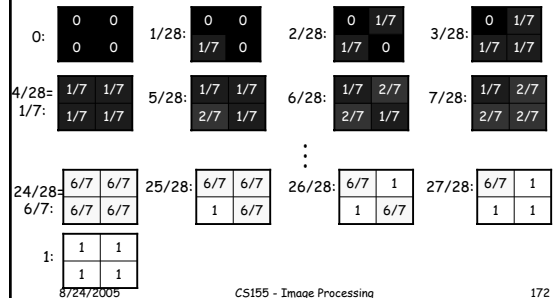 0: 0 0 1/28: 0 0 2/28: 0 1/7 3/28: 0 1/7
0 0 1/7 0 1/7 0 1/7 1/7
4/28= 1/7 1/7 5/28: 1/7 1/7 6/28: 1/7 2/7 7/28: 1/7 2/7
1/7: 1/7 1/7 2/7 1/7 2/7 1/7 2/7 2/7
24/28= 6/7 6/7 25/28: 6/7 6/7 26/28: 6/7 1 27/28: 6/7 1
6/7: 6/7 6/7 1 6/7 1 6/7 1 1
1: 1 1
1 1
8/24/2005 CS155 - Image Processing 172